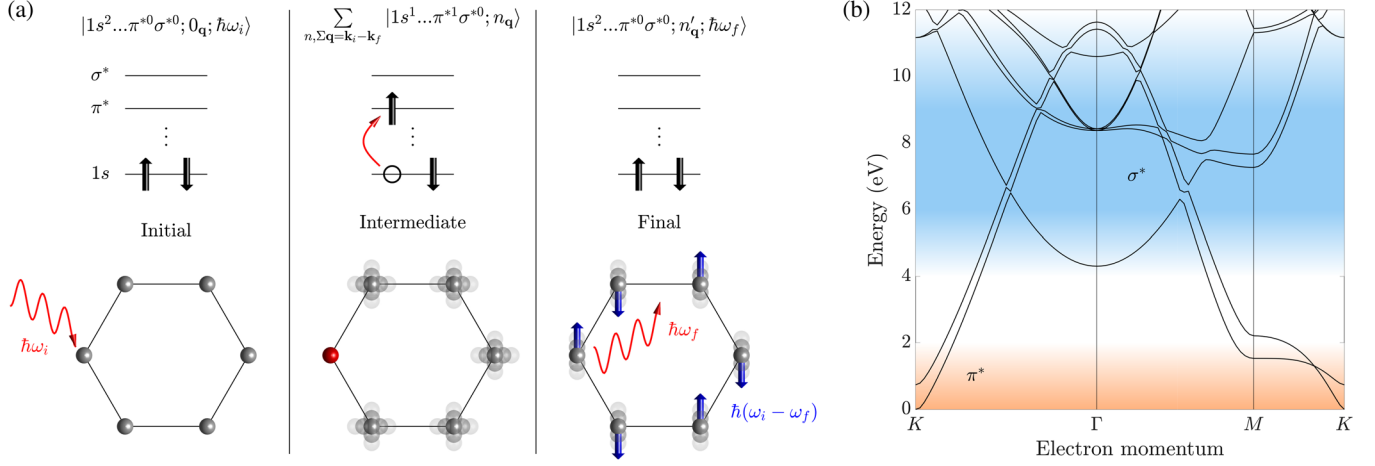 (a)
|1s²...π*⁰σ*⁰; 0_q; ħω_i⟩
∑ |1s¹...π*¹σ*⁰; n_q⟩
n,Σq=k_i−k_f
|1s²...π*⁰σ*⁰; n′_q; ħω_f⟩
σ*
π*
⋮
⋮
⋮
1s
Initial
Intermediate
Final
ħω_i
ħω_f
ħ(ω_i − ω_f)
(b)
Energy (eV)
12
10
8
6
4
2
0
σ*
π*
K
Γ
M
K
Electron momentum